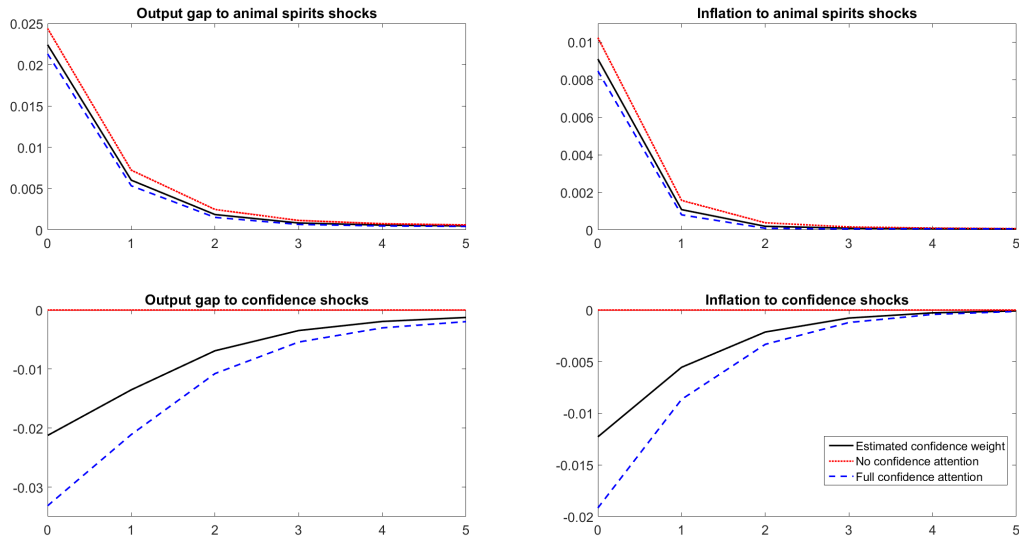 Output gap to animal spirits shocks
0.025
0.02
0.015
0.01
0.005
0
0 1 2 3 4 5
Inflation to animal spirits shocks
0.01
0.008
0.006
0.004
0.002
0
0 1 2 3 4 5
Output gap to confidence shocks
0
-0.01
-0.02
-0.03
0 1 2 3 4 5
Inflation to confidence shocks
0
-0.005
-0.01
-0.015
-0.02
0 1 2 3 4 5
Estimated confidence weight
No confidence attention
Full confidence attention